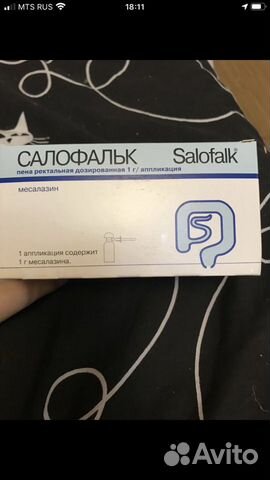 MTS RUS 18:11
САЛОФАЛЬК Salofalk®
пена ректальная дозированная 1 г/ аппликация
месалазин
1 аппликация содержит
1 г месалазина.
Avito